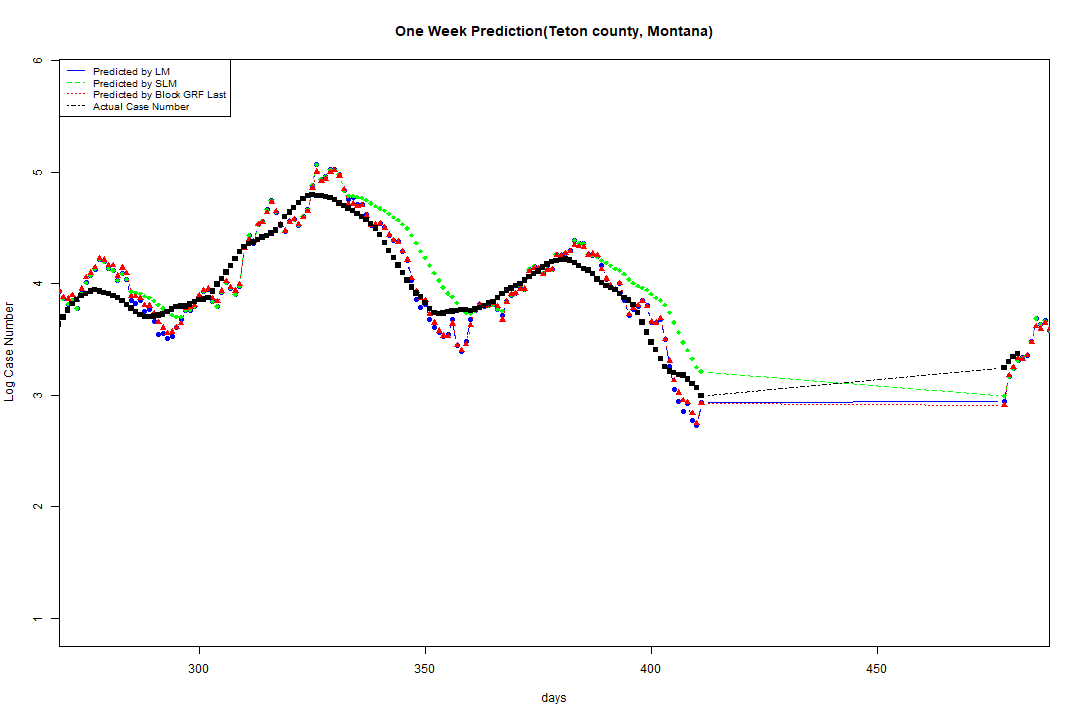 One Week Prediction(Teton county, Montana)
Predicted by LM
Predicted by SLM
Predicted by Block GRF Last
Actual Case Number
6
5
4
3
2
1
Log Case Number
300 350 400 450
days